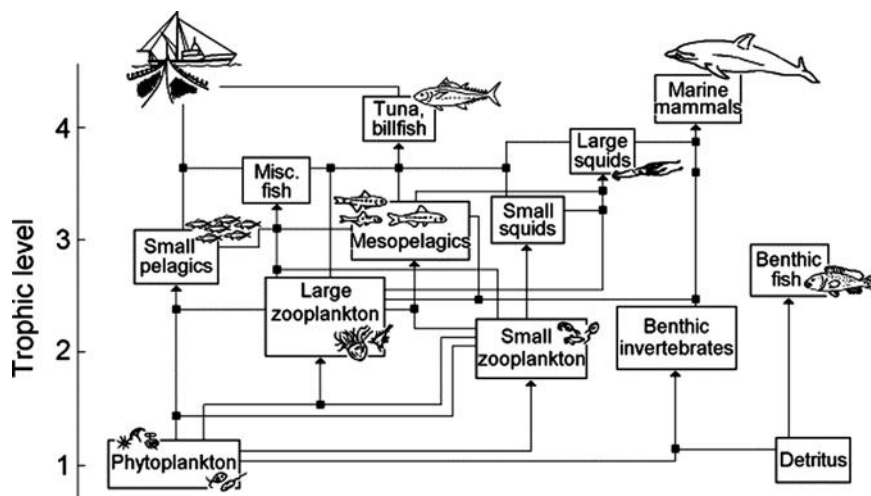 Trophic level
4
3
2
1
Marine
mammals
Tuna,
billfish
Large
squids
Misc.
fish
Small
squids
Small
pelagics
Mesopelagics
Benthic
fish
Large
zooplankton
Small
zooplankton
Benthic
invertebrates
Phytoplankton
Detritus